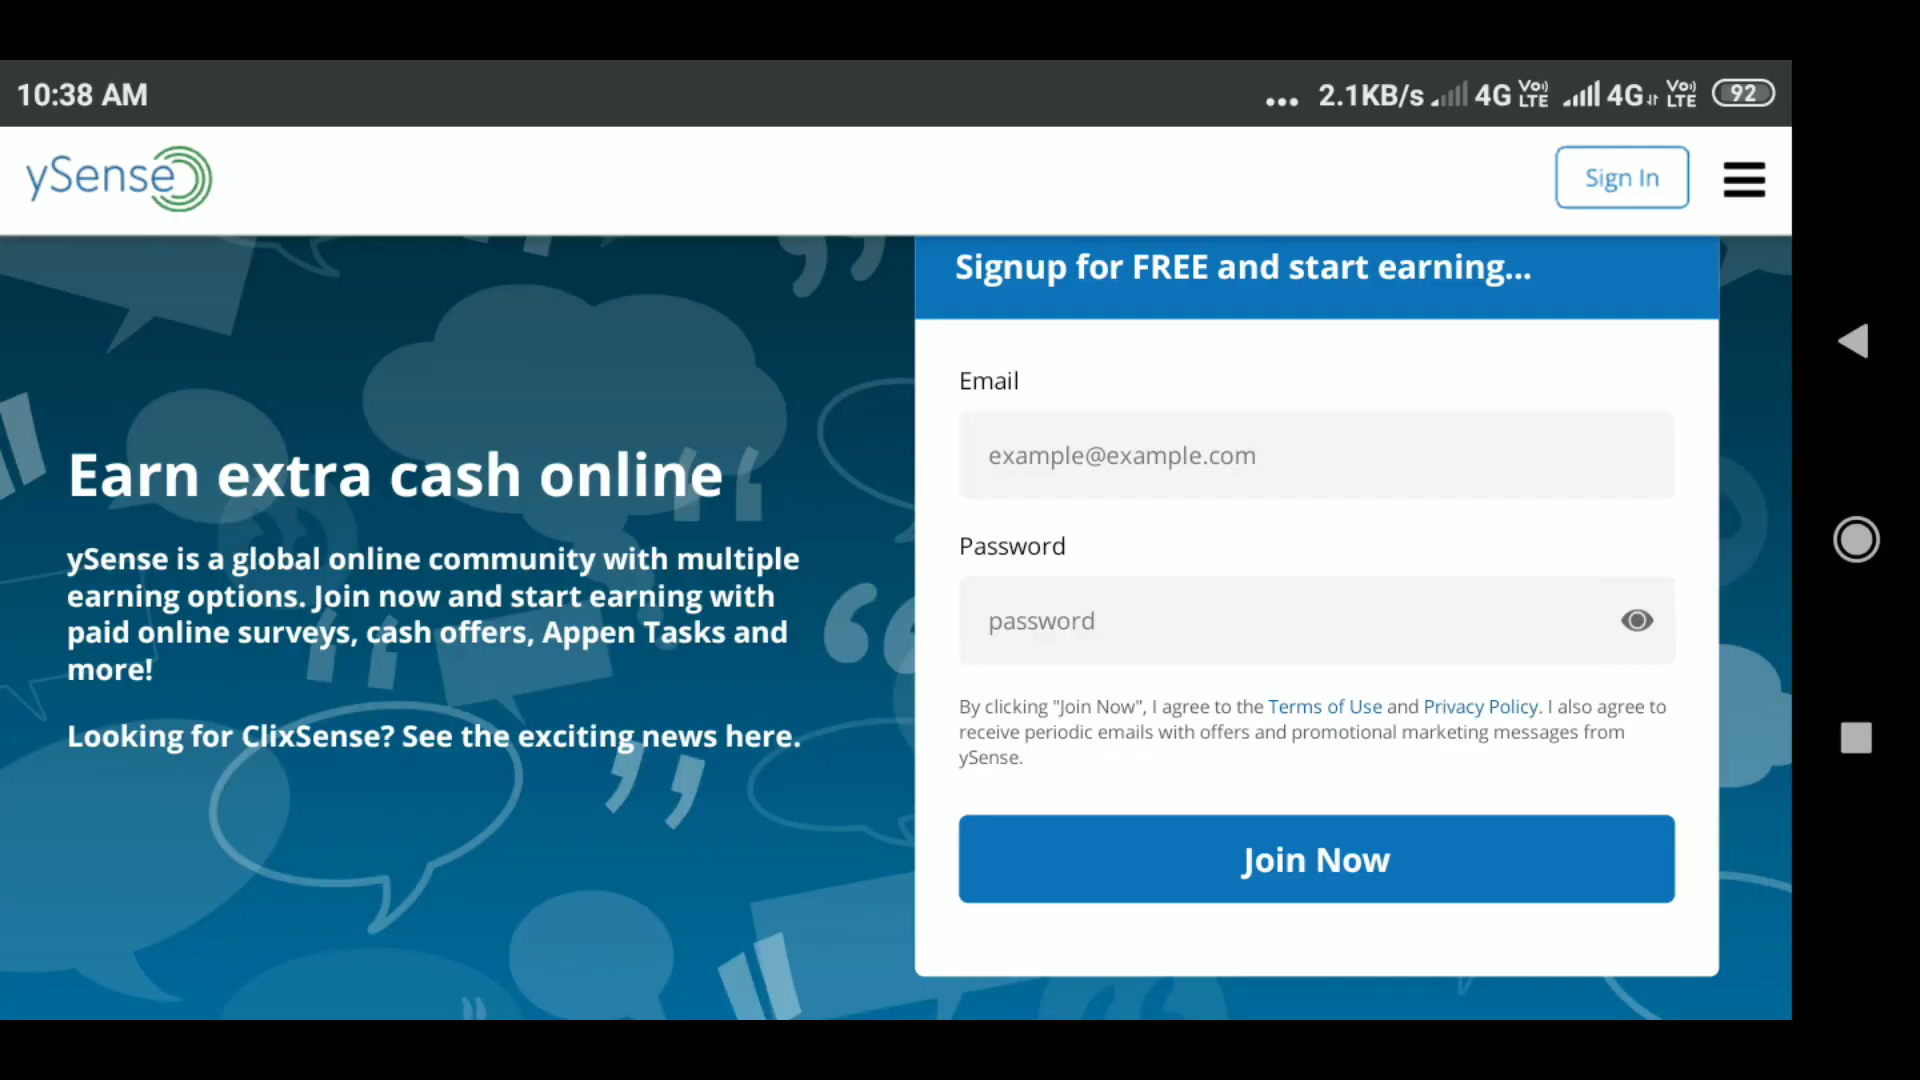 10:38 AM
... 2.1KB/s 4G Vo) LTE 4G Vo) LTE 92
ySense
Sign In
Signup for FREE and start earning...
Email
example@example.com
Password
password
By clicking "Join Now", I agree to the Terms of Use and Privacy Policy. I also agree to
receive periodic emails with offers and promotional marketing messages from
ySense.
Join Now
Earn extra cash online
ySense is a global online community with multiple
earning options. Join now and start earning with
paid online surveys, cash offers, Appen Tasks and
more!
Looking for ClixSense? See the exciting news here.